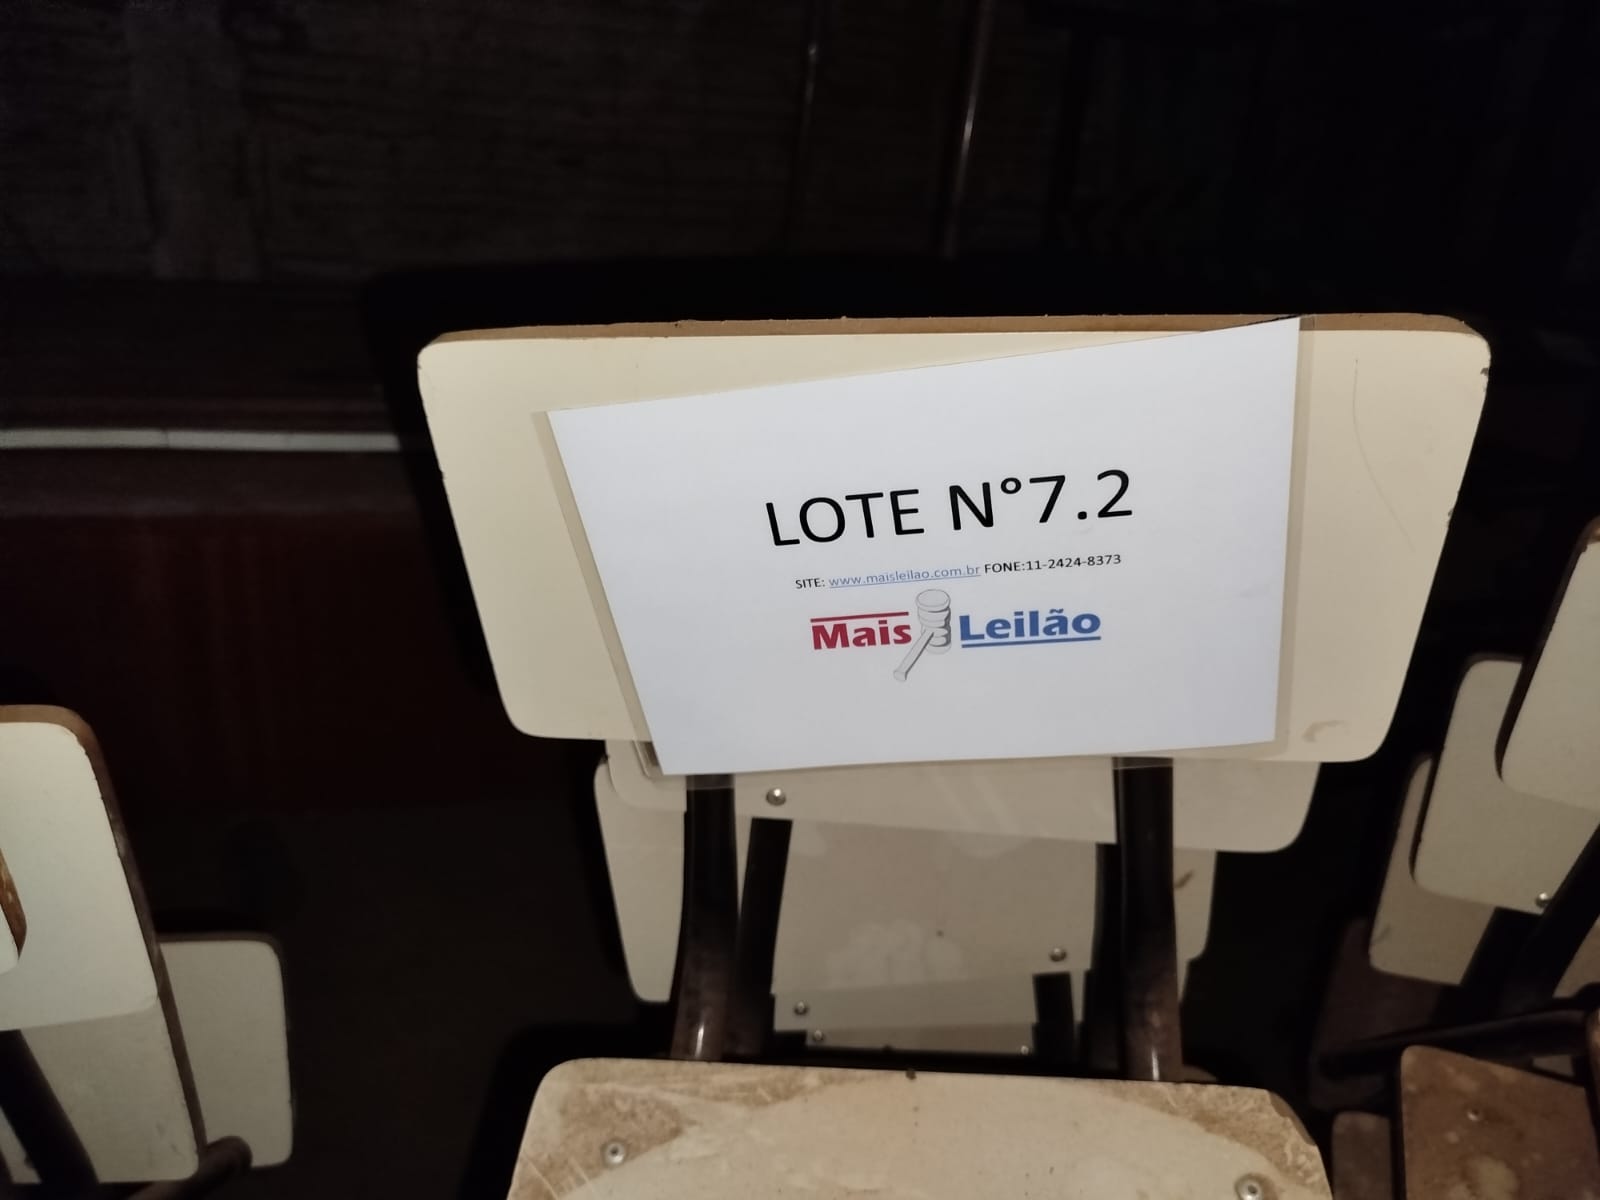 LOTE N°7.2
SITE: www.maisleilao.com.br FONE:11-2424-8373
Mais Leilão